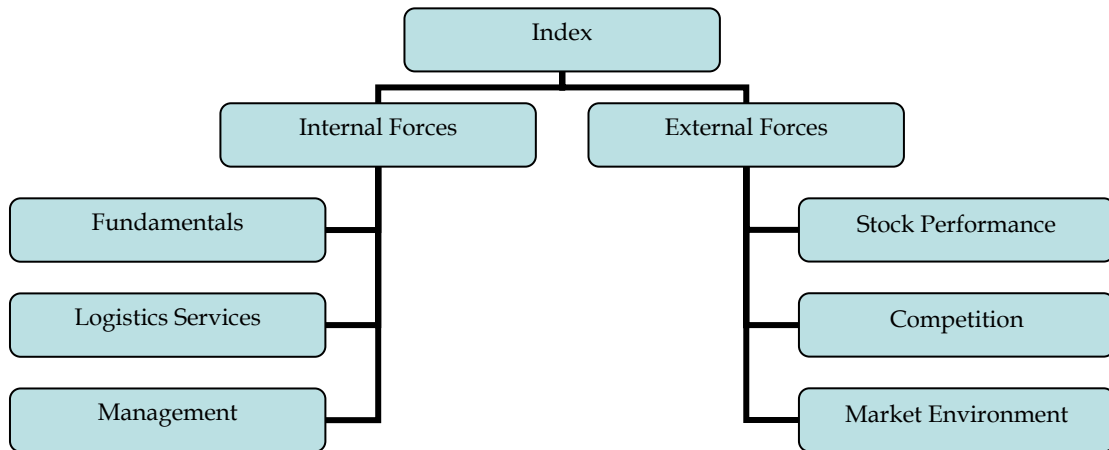 Index
Internal Forces
External Forces
Fundamentals
Stock Performance
Logistics Services
Competition
Management
Market Environment